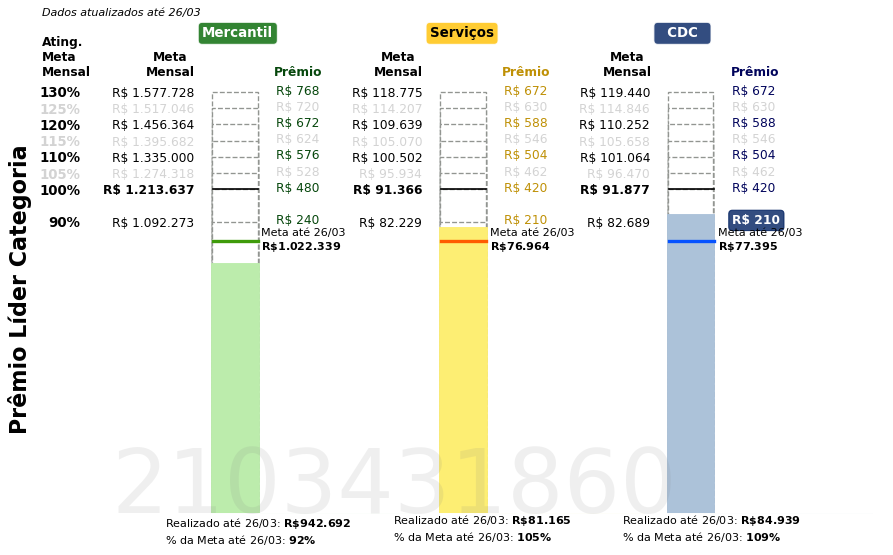 Dados atualizados até 26/03
Mercantil Serviços CDC
Ating.
Meta Meta Meta Meta
Mensal Mensal Prêmio Mensal Prêmio Mensal Prêmio
130% R$ 1.577.728 R$ 768 R$ 118.775 R$ 672 R$ 119.440 R$ 672
125% R$ 1.517.046 R$ 720 R$ 114.207 R$ 630 R$ 114.846 R$ 630
120% R$ 1.456.364 R$ 672 R$ 109.639 R$ 588 R$ 110.252 R$ 588
115% R$ 1.395.682 R$ 624 R$ 105.070 R$ 546 R$ 105.658 R$ 546
110% R$ 1.335.000 R$ 576 R$ 100.502 R$ 504 R$ 101.064 R$ 504
105% R$ 1.274.318 R$ 528 R$ 95.934 R$ 462 R$ 96.470 R$ 462
100% R$ 1.213.637 R$ 480 R$ 91.366 R$ 420 R$ 91.877 R$ 420
90% R$ 1.092.273 R$ 240 R$ 82.229 R$ 210 R$ 82.689 R$ 210
Meta até 26/03 Meta até 26/03 Meta até 26/03
R$1.022.339 R$76.964 R$77.395
Prêmio Líder Categoria
2103431860
Realizado até 26/03: R$942.692 Realizado até 26/03: R$81.165 Realizado até 26/03: R$84.939
% da Meta até 26/03: 92% % da Meta até 26/03: 105% % da Meta até 26/03: 109%